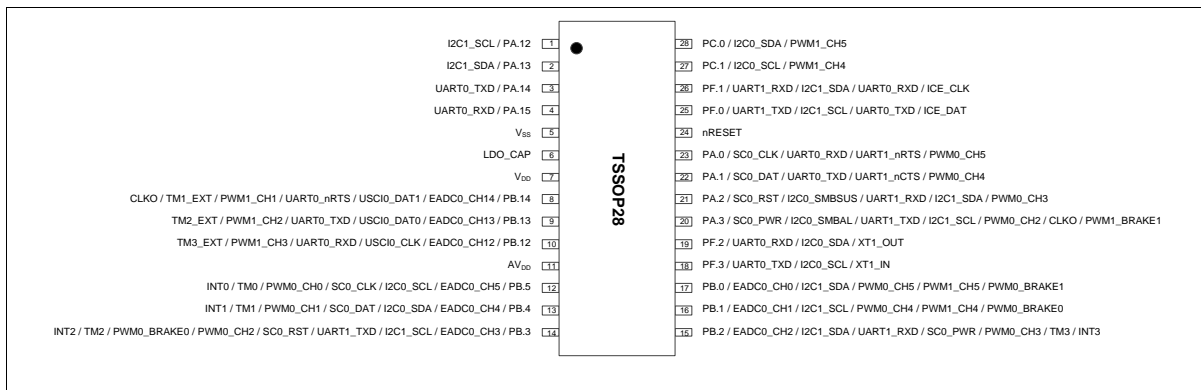 I2C1_SCL / PA.12 1
I2C1_SDA / PA.13 2
UART0_TXD / PA.14 3
UART0_RXD / PA.15 4
VSS 5
LDO_CAP 6
VDD 7
CLKO / TM1_EXT / PWM1_CH1 / UART0_nRTS / USCI0_DAT1 / EADC0_CH14 / PB.14 8
TM2_EXT / PWM1_CH2 / UART0_TXD / USCI0_DAT0 / EADC0_CH13 / PB.13 9
TM3_EXT / PWM1_CH3 / UART0_RXD / USCI0_CLK / EADC0_CH12 / PB.12 10
AVDD 11
INT0 / TM0 / PWM0_CH0 / SC0_CLK / I2C0_SCL / EADC0_CH5 / PB.5 12
INT1 / TM1 / PWM0_CH1 / SC0_DAT / I2C0_SDA / EADC0_CH4 / PB.4 13
INT2 / TM2 / PWM0_BRAKE0 / PWM0_CH2 / SC0_RST / UART1_TXD / I2C1_SCL / EADC0_CH3 / PB.3 14
TSSOP28
28 PC.0 / I2C0_SDA / PWM1_CH5
27 PC.1 / I2C0_SCL / PWM1_CH4
26 PF.1 / UART1_RXD / I2C1_SDA / UART0_RXD / ICE_CLK
25 PF.0 / UART1_TXD / I2C1_SCL / UART0_TXD / ICE_DAT
24 nRESET
23 PA.0 / SC0_CLK / UART0_RXD / UART1_nRTS / PWM0_CH5
22 PA.1 / SC0_DAT / UART0_TXD / UART1_nCTS / PWM0_CH4
21 PA.2 / SC0_RST / I2C0_SMBSUS / UART1_RXD / I2C1_SDA / PWM0_CH3
20 PA.3 / SC0_PWR / I2C0_SMBAL / UART1_TXD / I2C1_SCL / PWM0_CH2 / CLKO / PWM1_BRAKE1
19 PF.2 / UART0_RXD / I2C0_SDA / XT1_OUT
18 PF.3 / UART0_TXD / I2C0_SCL / XT1_IN
17 PB.0 / EADC0_CH0 / I2C1_SDA / PWM0_CH5 / PWM1_CH5 / PWM0_BRAKE1
16 PB.1 / EADC0_CH1 / I2C1_SCL / PWM0_CH4 / PWM1_CH4 / PWM0_BRAKE0
15 PB.2 / EADC0_CH2 / I2C1_SDA / UART1_RXD / SC0_PWR / PWM0_CH3 / TM3 / INT3